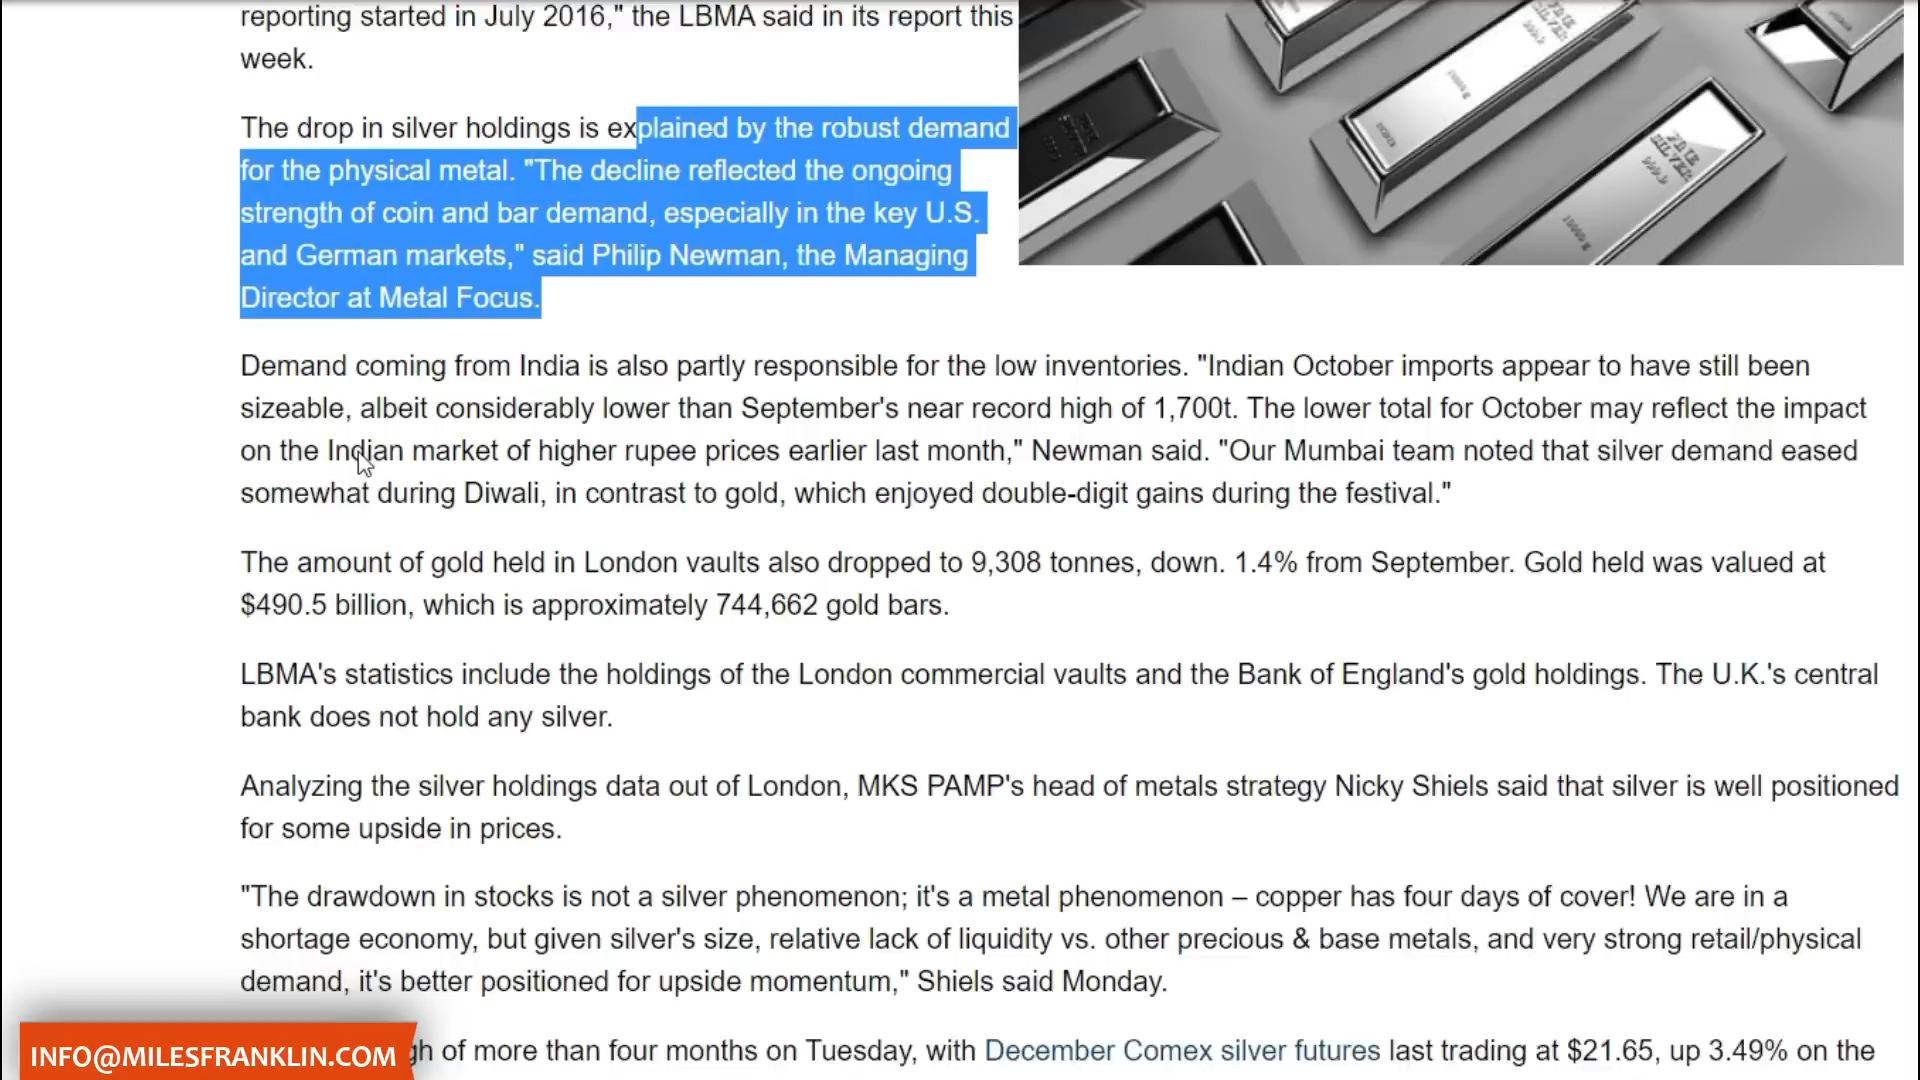 reporting started in July 2016," the LBMA said in its report this
week.
The drop in silver holdings is explained by the robust demand
for the physical metal. "The decline reflected the ongoing
strength of coin and bar demand, especially in the key U.S.
and German markets," said Philip Newman, the Managing
Director at Metal Focus.
FINE
SILVER
Demand coming from India is also partly responsible for the low inventories. "Indian October imports appear to have still been
sizeable, albeit considerably lower than September's near record high of 1,700t. The lower total for October may reflect the impact
on the Indian market of higher rupee prices earlier last month," Newman said. "Our Mumbai team noted that silver demand eased
somewhat during Diwali, in contrast to gold, which enjoyed double-digit gains during the festival."
The amount of gold held in London vaults also dropped to 9,308 tonnes, down. 1.4% from September. Gold held was valued at
$490.5 billion, which is approximately 744,662 gold bars.
LBMA's statistics include the holdings of the London commercial vaults and the Bank of England's gold holdings. The U.K.'s central
bank does not hold any silver.
Analyzing the silver holdings data out of London, MKS PAMP's head of metals strategy Nicky Shiels said that silver is well positioned
for some upside in prices.
"The drawdown in stocks is not a silver phenomenon; it's a metal phenomenon – copper has four days of cover! We are in a
shortage economy, but given silver's size, relative lack of liquidity vs. other precious & base metals, and very strong retail/physical
demand, it's better positioned for upside momentum," Shiels said Monday.
of more than four months on Tuesday, with December Comex silver futures last trading at $21.65, up 3.49% on the
INFO@MILESFRANKLIN.COM